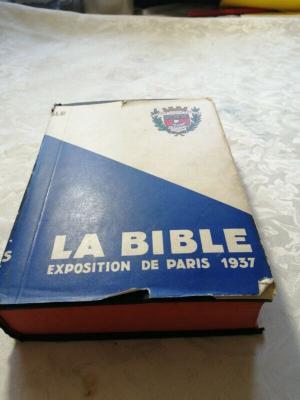 LA BIBLE
EXPOSITION DE PARIS 1937